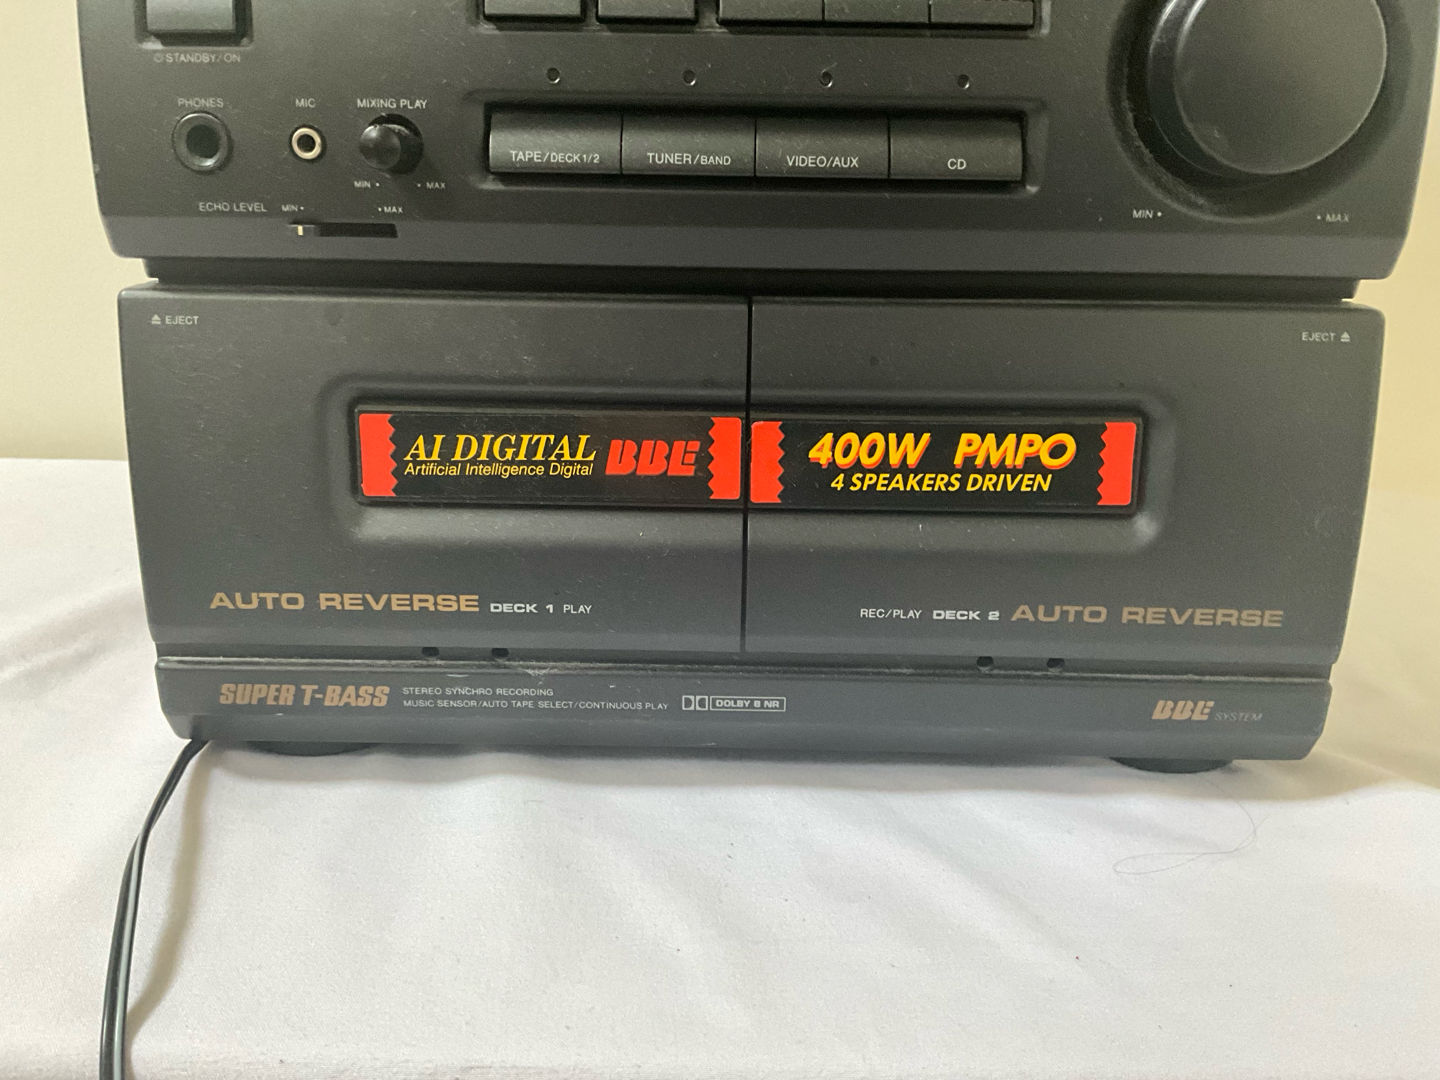 STANDBY/ON
PHONES
MIC
MIXING PLAY
MIN
MAX
ECHO LEVEL
MIN
MAX
TAPE/DECK1/2
TUNER/BAND
VIDEO/AUX
CD
MIN
MAX
EJECT
EJECT
AI DIGITAL
Artificial Intelligence Digital
BBE
400W PMPO
4 SPEAKERS DRIVEN
AUTO REVERSE DECK 1 PLAY
REC/PLAY DECK 2 AUTO REVERSE
SUPER T-BASS
STEREO SYNCHRO RECORDING
MUSIC SENSOR/AUTO TAPE SELECT/CONTINUOUS PLAY
DOLBY B NR
BBE SYSTEM